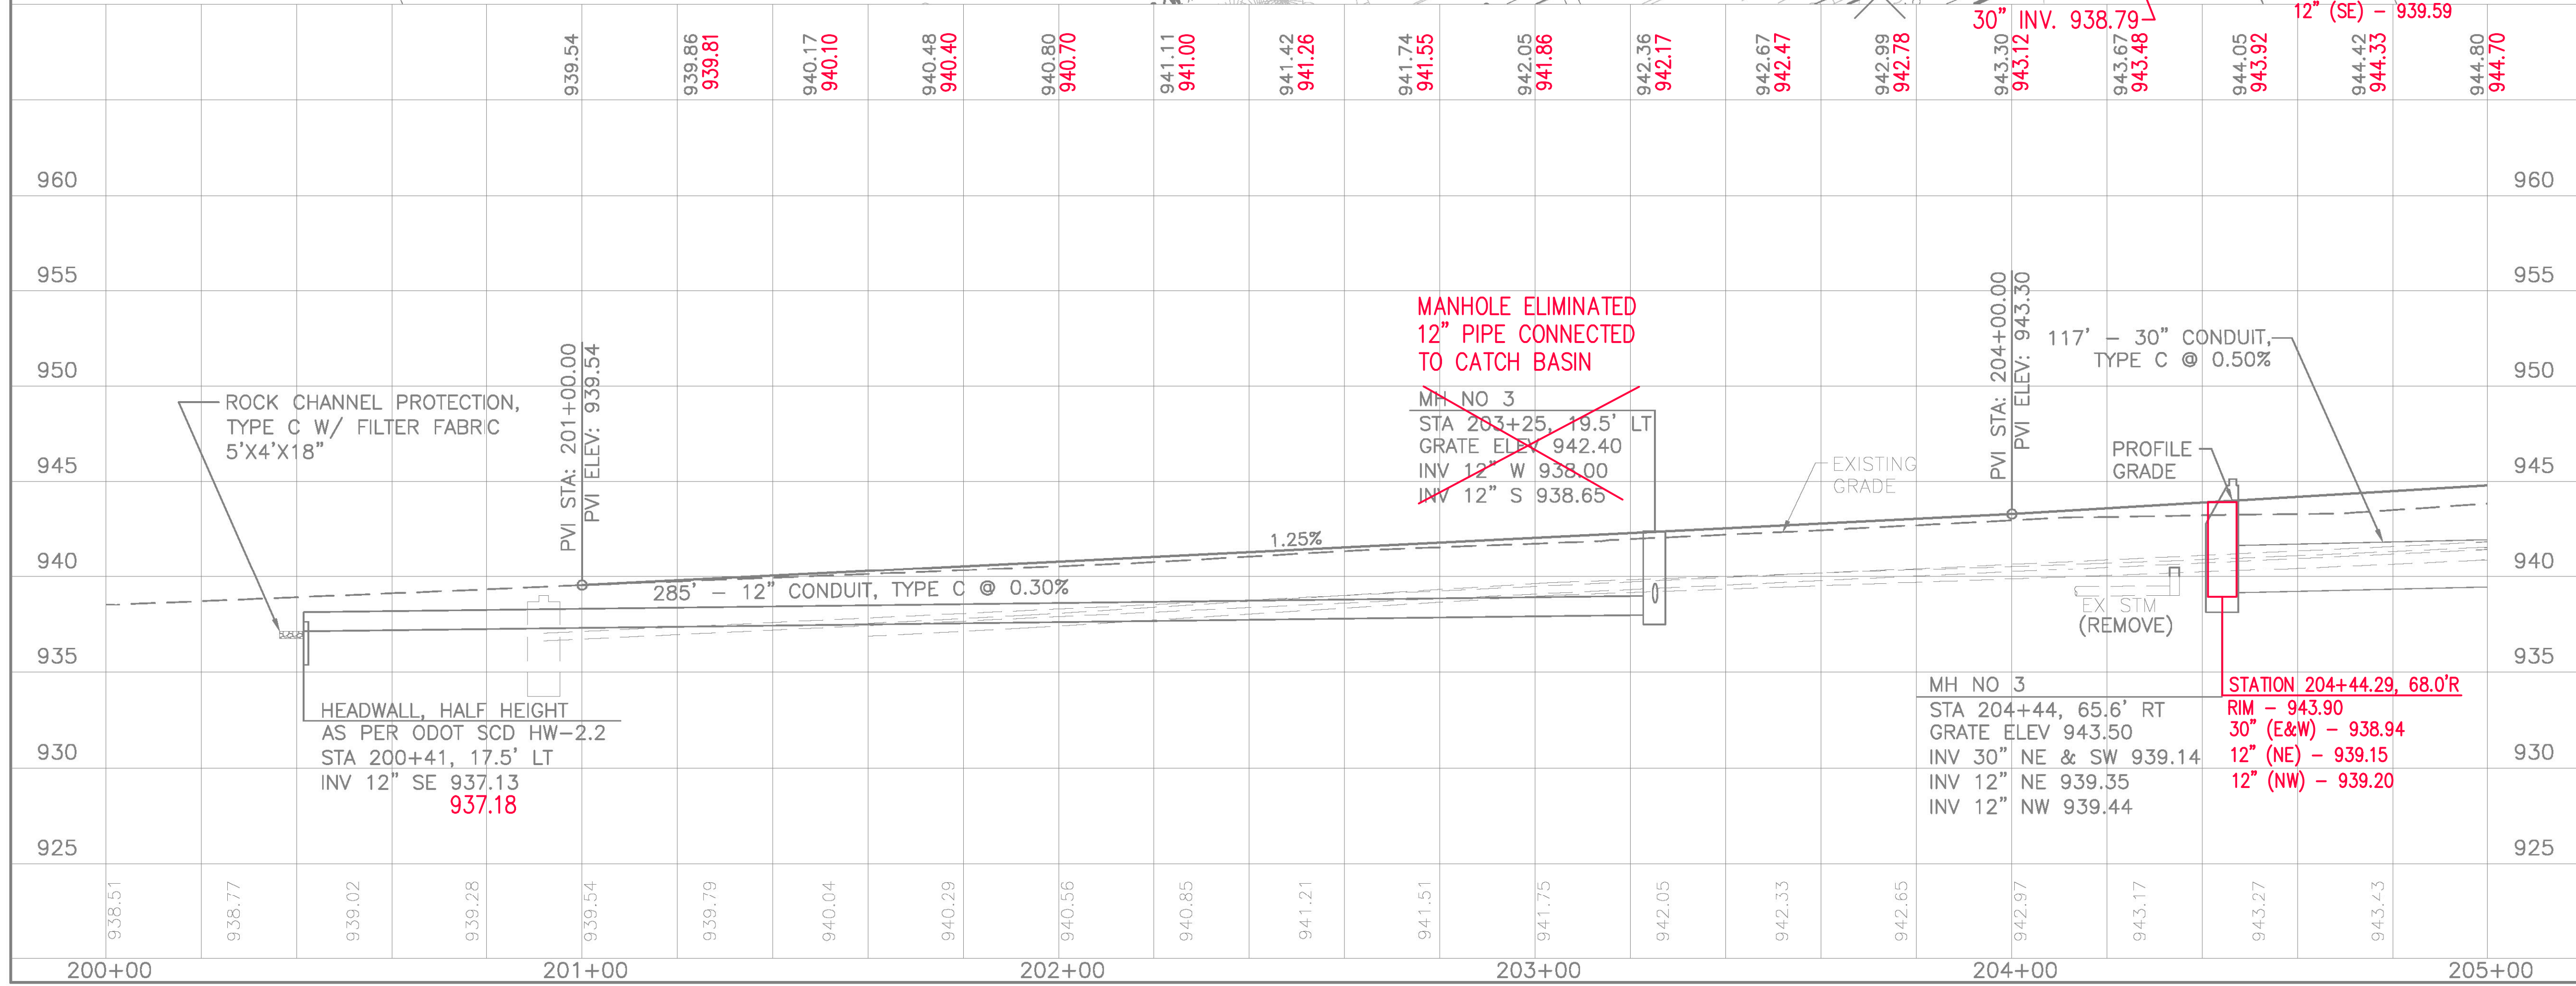 30" INV. 938.79
12" (SE) – 939.59
939.54
939.86
939.81
940.17
940.10
940.48
940.40
940.80
940.70
941.11
941.00
941.42
941.26
941.74
941.55
942.05
941.86
942.36
942.17
942.67
942.47
942.99
942.78
943.30
943.12
943.67
943.48
944.05
943.92
944.42
944.33
944.80
944.70
960
960
955
955
950
950
945
945
940
940
935
935
930
930
925
925
ROCK CHANNEL PROTECTION,
TYPE C W/ FILTER FABRIC
5'X4'X18"
PVI STA: 201+00.00
PVI ELEV: 939.54
285' – 12" CONDUIT, TYPE C @ 0.30%
1.25%
MANHOLE ELIMINATED
12" PIPE CONNECTED
TO CATCH BASIN
MH NO 3
STA 203+25, 19.5' LT
GRATE ELEV 942.40
INV 12" W 938.00
INV 12" S 938.65
EXISTING
GRADE
PVI STA: 204+00.00
PVI ELEV: 943.30
117' – 30" CONDUIT,
TYPE C @ 0.50%
PROFILE
GRADE
EX STM
(REMOVE)
HEADWALL, HALF HEIGHT
AS PER ODOT SCD HW-2.2
STA 200+41, 17.5' LT
INV 12" SE 937.13
937.18
MH NO 3
STA 204+44, 65.6' RT
GRATE ELEV 943.50
INV 30" NE & SW 939.14
INV 12" NE 939.35
INV 12" NW 939.44
STATION 204+44.29, 68.0'R
RIM – 943.90
30" (E&W) – 938.94
12" (NE) – 939.15
12" (NW) – 939.20
938.51
938.77
939.02
939.28
939.54
939.79
940.04
940.29
940.56
940.85
941.21
941.51
941.75
942.05
942.33
942.65
942.97
943.17
943.27
943.43
200+00
201+00
202+00
203+00
204+00
205+00